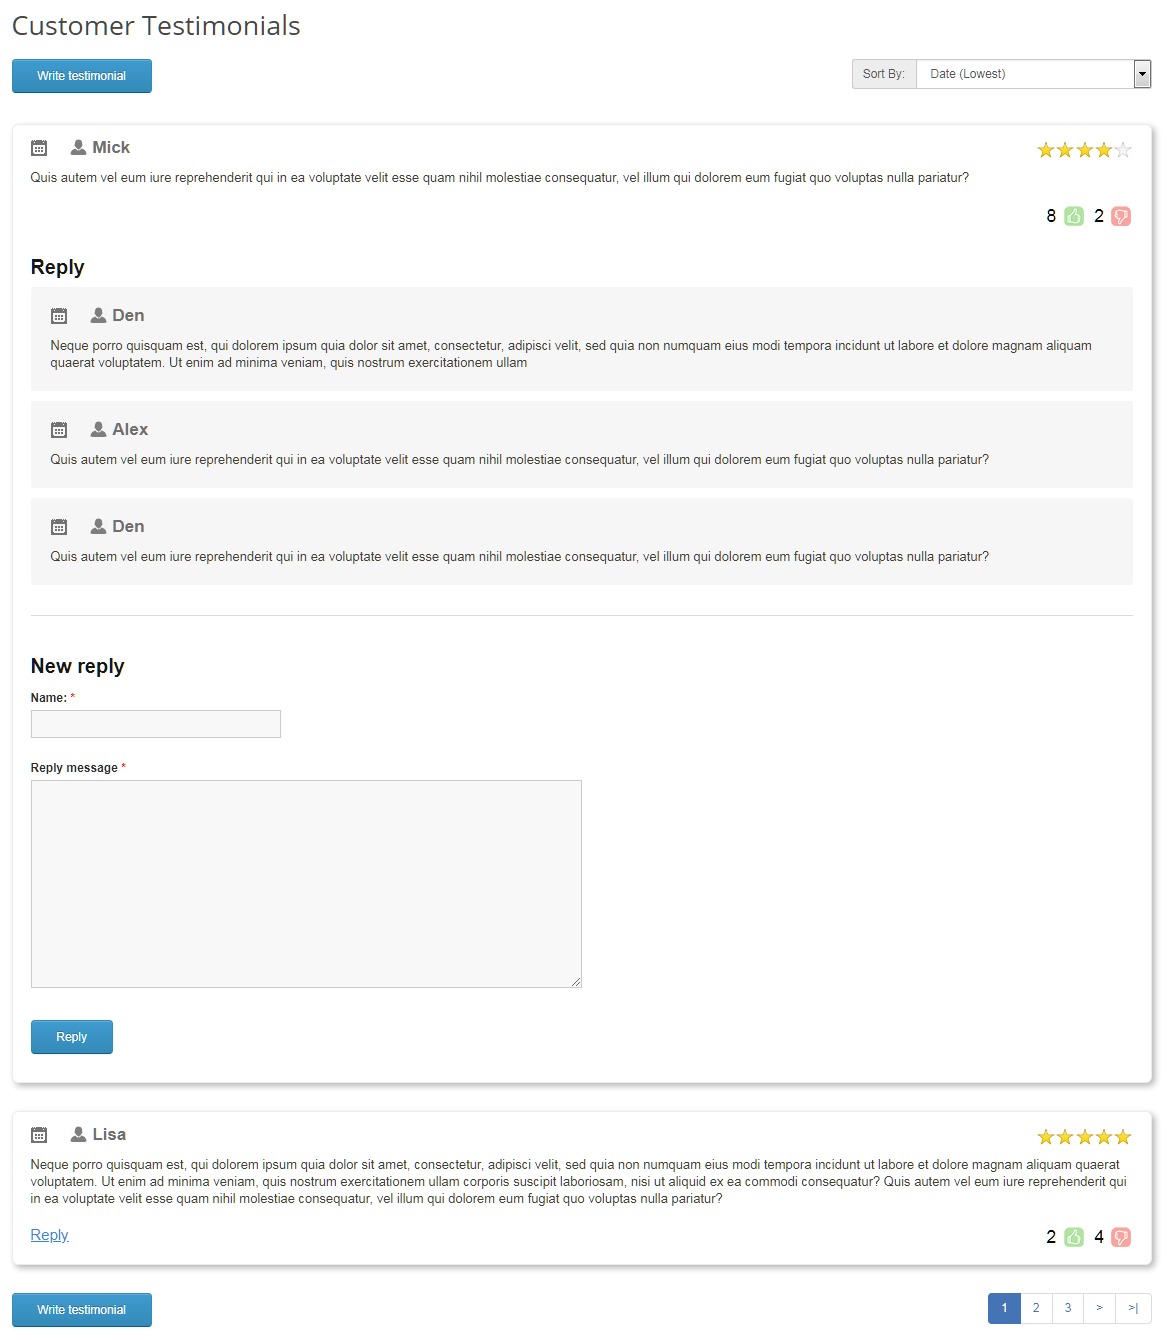 Customer Testimonials
Write testimonial
Sort By: Date (Lowest)
Mick
Quis autem vel eum iure reprehenderit qui in ea voluptate velit esse quam nihil molestiae consequatur, vel illum qui dolorem eum fugiat quo voluptas nulla pariatur?
8 2
Reply
Den
Neque porro quisquam est, qui dolorem ipsum quia dolor sit amet, consectetur, adipisci velit, sed quia non numquam eius modi tempora incidunt ut labore et dolore magnam aliquam
quaerat voluptatem. Ut enim ad minima veniam, quis nostrum exercitationem ullam
Alex
Quis autem vel eum iure reprehenderit qui in ea voluptate velit esse quam nihil molestiae consequatur, vel illum qui dolorem eum fugiat quo voluptas nulla pariatur?
Den
Quis autem vel eum iure reprehenderit qui in ea voluptate velit esse quam nihil molestiae consequatur, vel illum qui dolorem eum fugiat quo voluptas nulla pariatur?
New reply
Name: *
Reply message *
Reply
Lisa
Neque porro quisquam est, qui dolorem ipsum quia dolor sit amet, consectetur, adipisci velit, sed quia non numquam eius modi tempora incidunt ut labore et dolore magnam aliquam quaerat
voluptatem. Ut enim ad minima veniam, quis nostrum exercitationem ullam corporis suscipit laboriosam, nisi ut aliquid ex ea commodi consequatur? Quis autem vel eum iure reprehenderit qui
in ea voluptate velit esse quam nihil molestiae consequatur, vel illum qui dolorem eum fugiat quo voluptas nulla pariatur?
Reply
2 4
Write testimonial
1 2 3 > >|